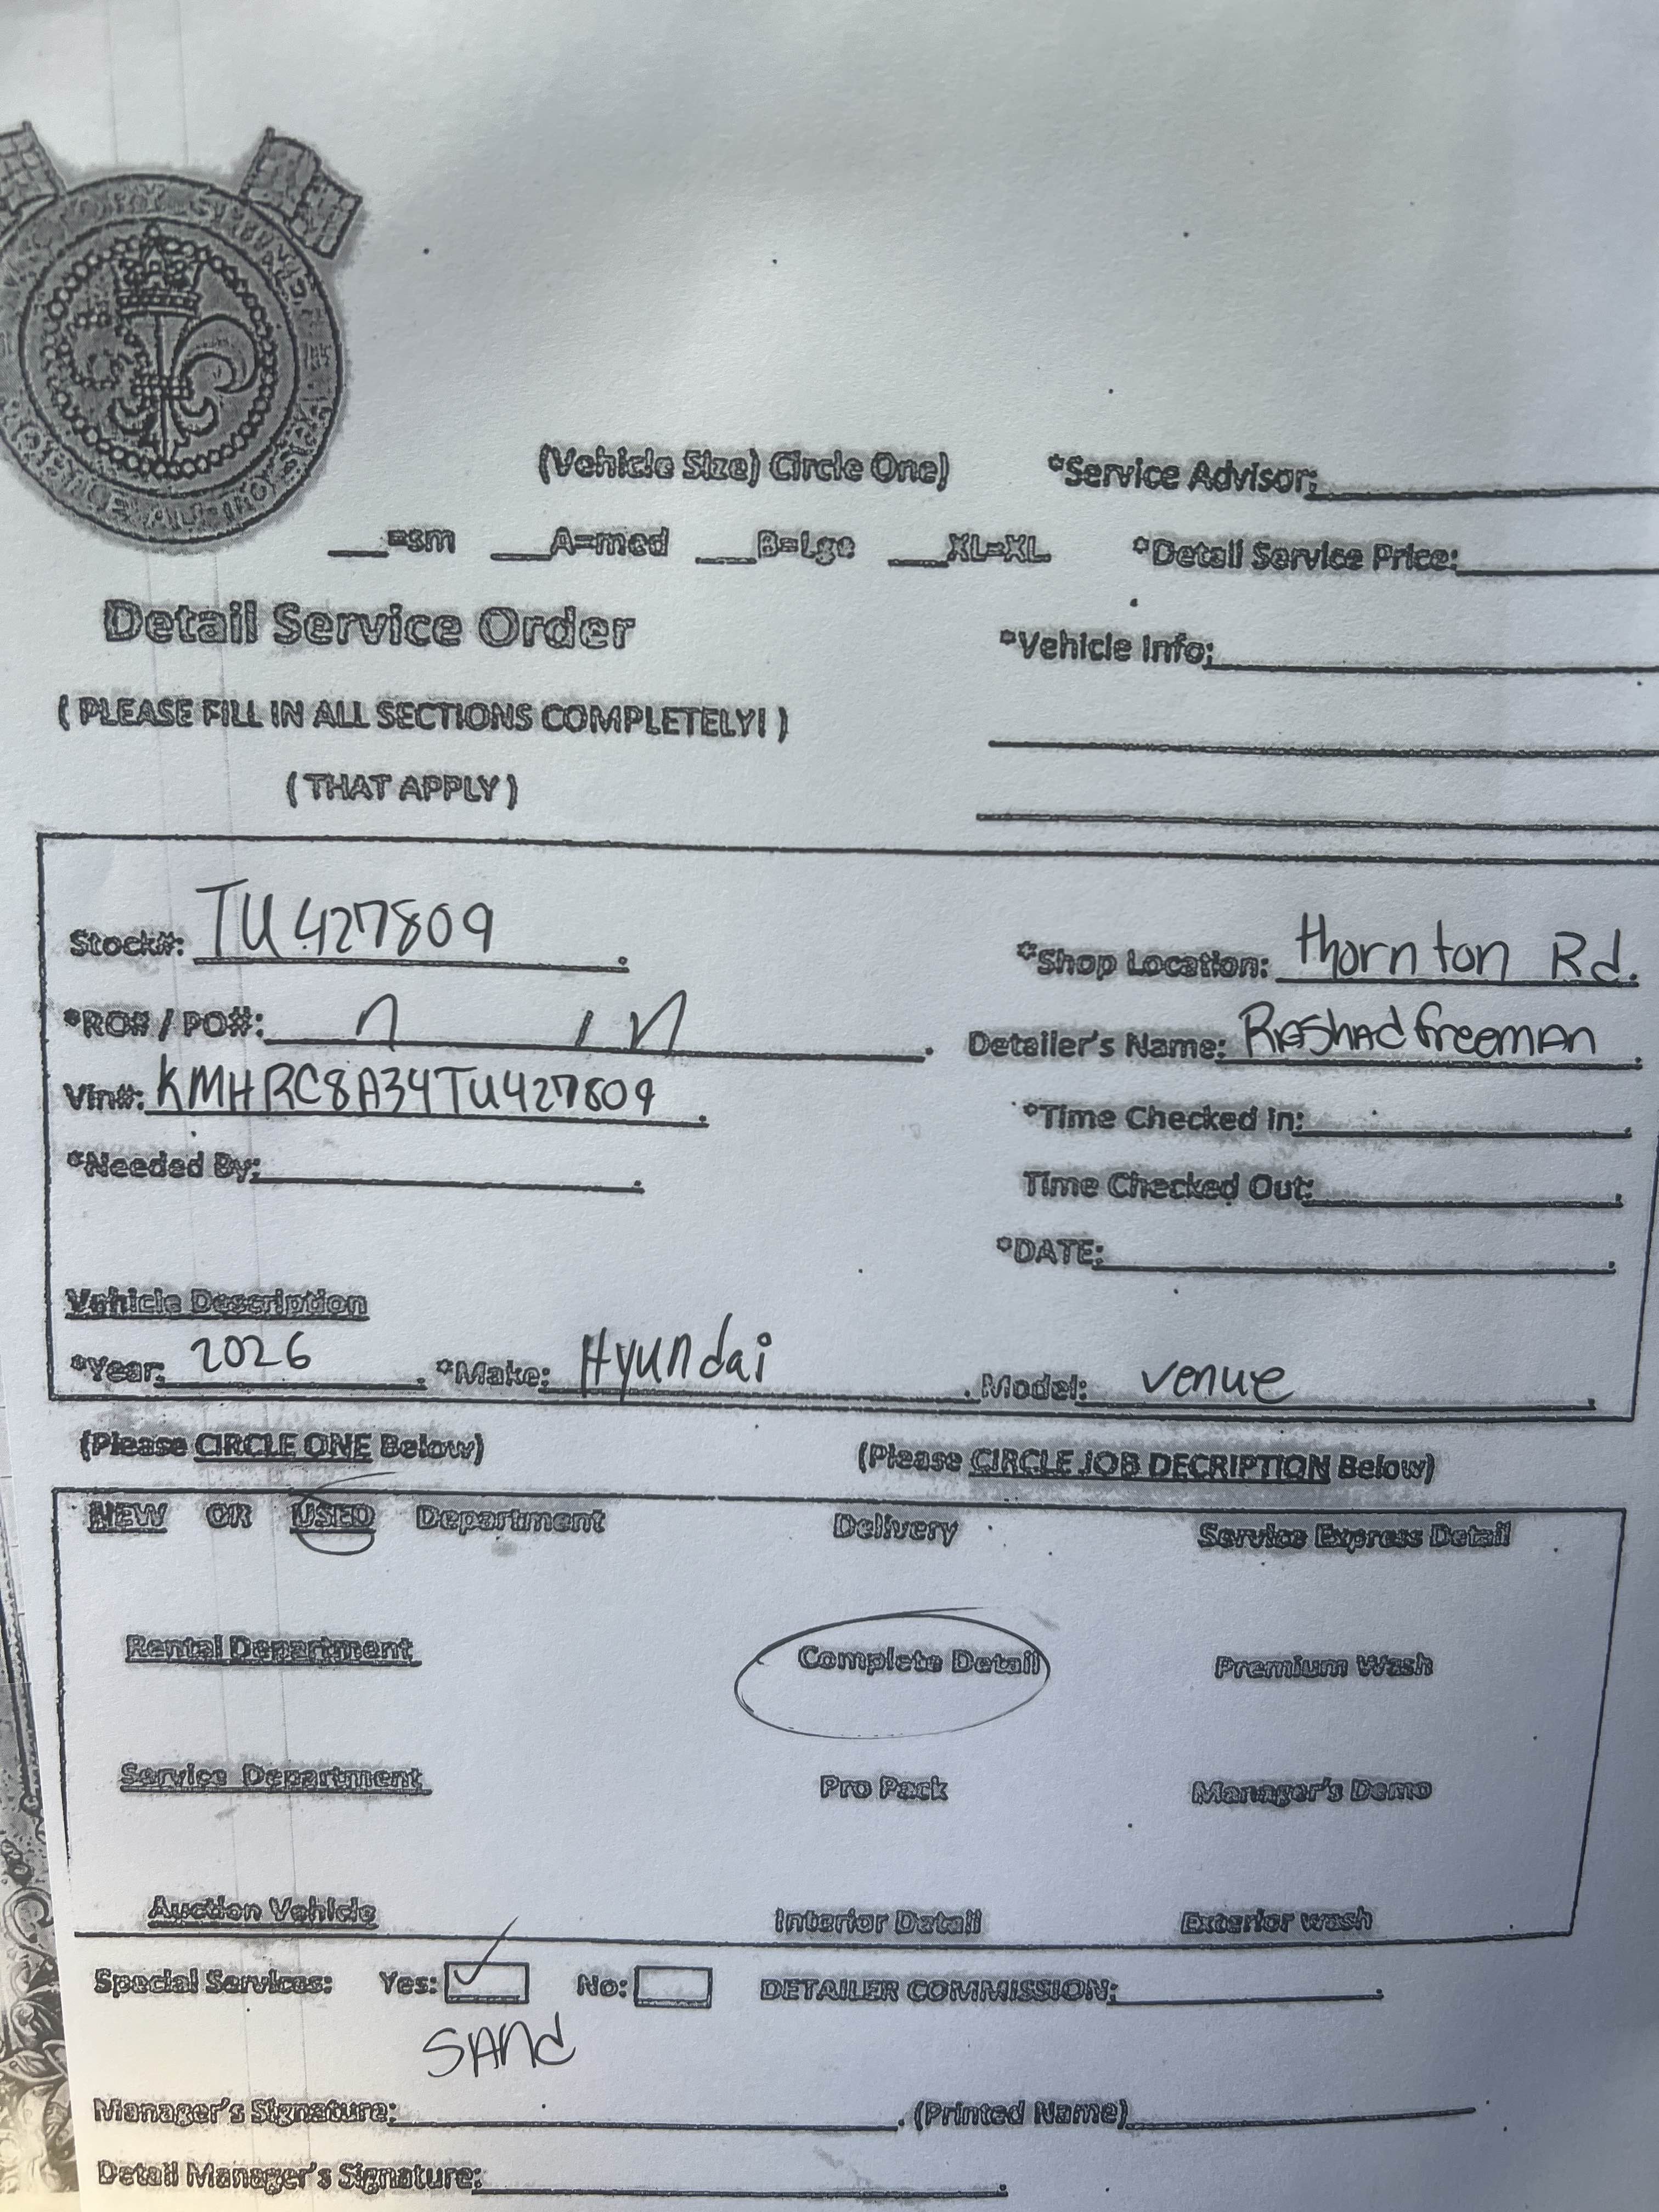 (Vehicle Size) Circle One)
*Service Advisor:
__=sm __A=med __B=Lge __XL=XL
*Detail Service Price:
Detail Service Order
*Vehicle Info:
( PLEASE FILL IN ALL SECTIONS COMPLETELY! )
( THAT APPLY )
Stock#: TU427809.
*Shop Location: Thornton Rd.
*RO# / PO#:
Detailer's Name: Rashad freeman.
Vin#: KMHRC8A34TU427809.
*Time Checked In:
*Needed By:
Time Checked Out:
*DATE:
Vehicle Description
*Year: 2026. *Make: Hyundai. Model: venue.
(Please CIRCLE ONE Below)
(Please CIRCLE JOB DECRIPTION Below)
NEW OR USED Department
Delivery
Service Express Detail
Rental Department
Complete Detail
Premium Wash
Service Department
Pro Pack
Manager's Demo
Auction Vehicle
Interior Detail
Exterior wash
Special Services: Yes: ✓ No: DETAILER COMMISSION:
SAnd
Manager's Signature: (Printed Name)
Detail Manager's Signature: